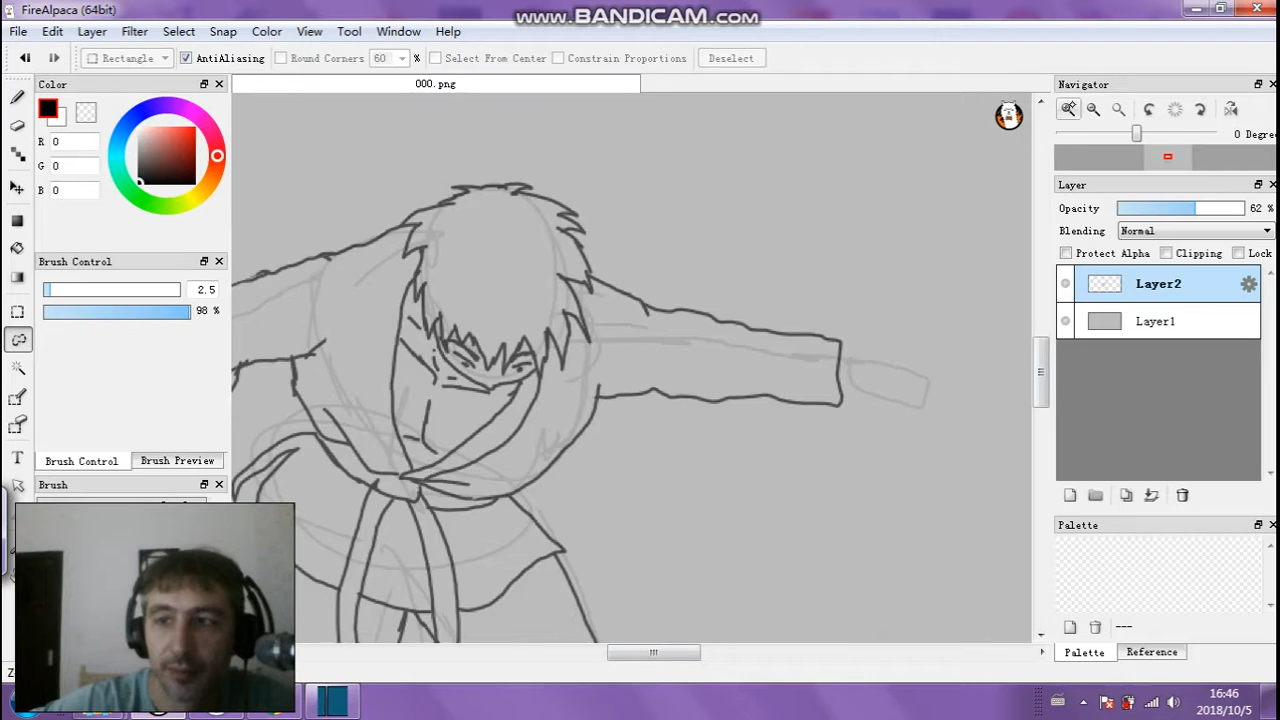 FireAlpaca (64bit)
www.BANDICAM.com
File Edit Layer Filter Select Snap Color View Tool Window Help
Rectangle AntiAliasing Round Corners 60 % Select From Center Constrain Proportions Deselect
Color
000.png
Navigator
R 0
G 0
B 0
0 Degree
Layer
Opacity 62 %
Blending Normal
Protect Alpha Clipping Lock
Brush Control
2.5
98 %
Layer2
Layer1
Brush Control Brush Preview
Brush
Palette
---
Palette Reference
16:46
2018/10/5